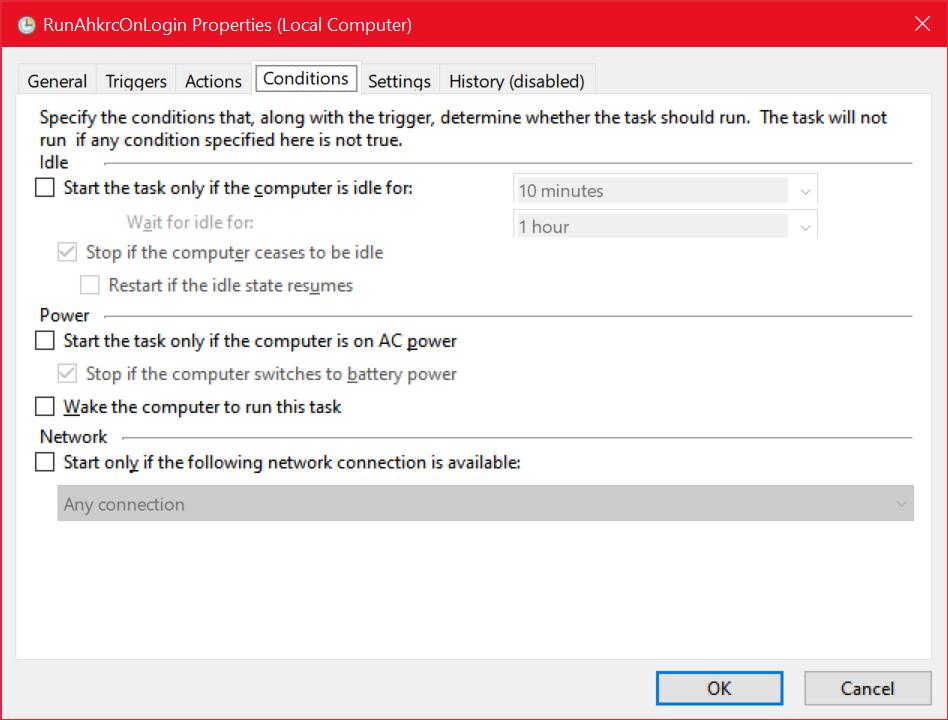 RunAhkrcOnLogin Properties (Local Computer)
General Triggers Actions Conditions Settings History (disabled)
Specify the conditions that, along with the trigger, determine whether the task should run. The task will not
run if any condition specified here is not true.
Idle
Start the task only if the computer is idle for: 10 minutes
Wait for idle for: 1 hour
Stop if the computer ceases to be idle
Restart if the idle state resumes
Power
Start the task only if the computer is on AC power
Stop if the computer switches to battery power
Wake the computer to run this task
Network
Start only if the following network connection is available:
Any connection
OK Cancel